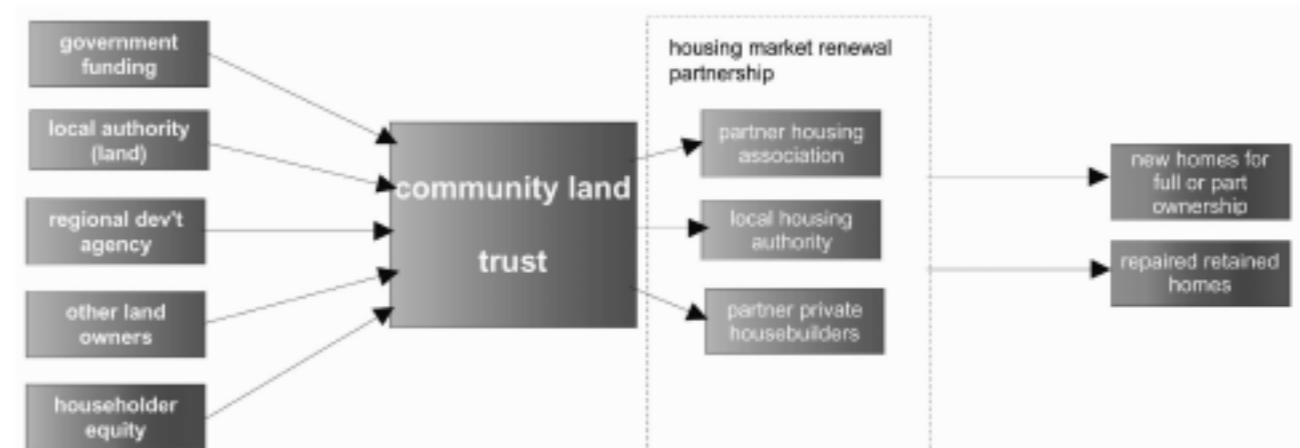 government
funding
local authority
(land)
regional dev't
agency
other land
owners
householder
equity
community land
trust
housing market renewal
partnership
partner housing
association
local housing
authority
partner private
housebuilders
new homes for
full or part
ownership
repaired retained
homes